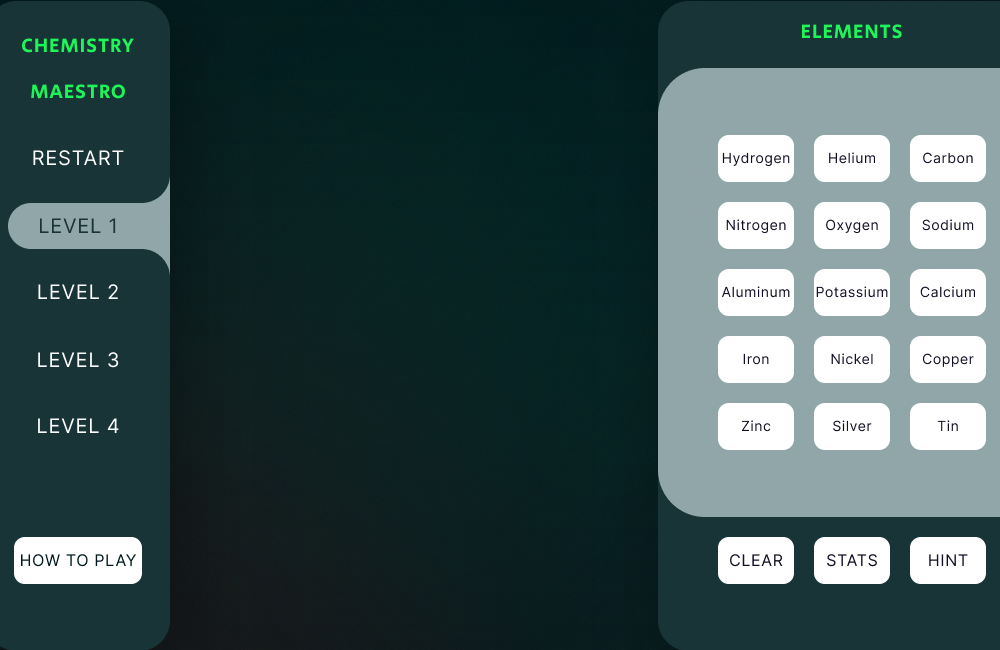 CHEMISTRY
MAESTRO
RESTART
LEVEL 1
LEVEL 2
LEVEL 3
LEVEL 4
HOW TO PLAY
ELEMENTS
Hydrogen Helium Carbon
Nitrogen Oxygen Sodium
Aluminum Potassium Calcium
Iron Nickel Copper
Zinc Silver Tin
CLEAR STATS HINT